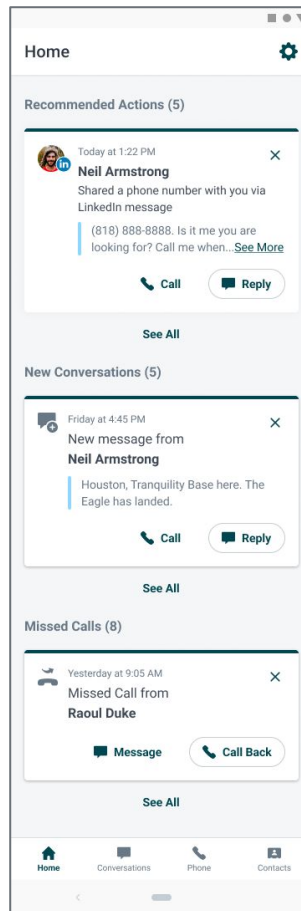 Home
Recommended Actions (5)
Today at 1:22 PM
Neil Armstrong
Shared a phone number with you via
LinkedIn message
(818) 888-8888. Is it me you are
looking for? Call me when...See More
Call
Reply
See All
New Conversations (5)
Friday at 4:45 PM
New message from
Neil Armstrong
Houston, Tranquility Base here. The
Eagle has landed.
Call
Reply
See All
Missed Calls (8)
Yesterday at 9:05 AM
Missed Call from
Raoul Duke
Message
Call Back
See All
Home
Conversations
Phone
Contacts